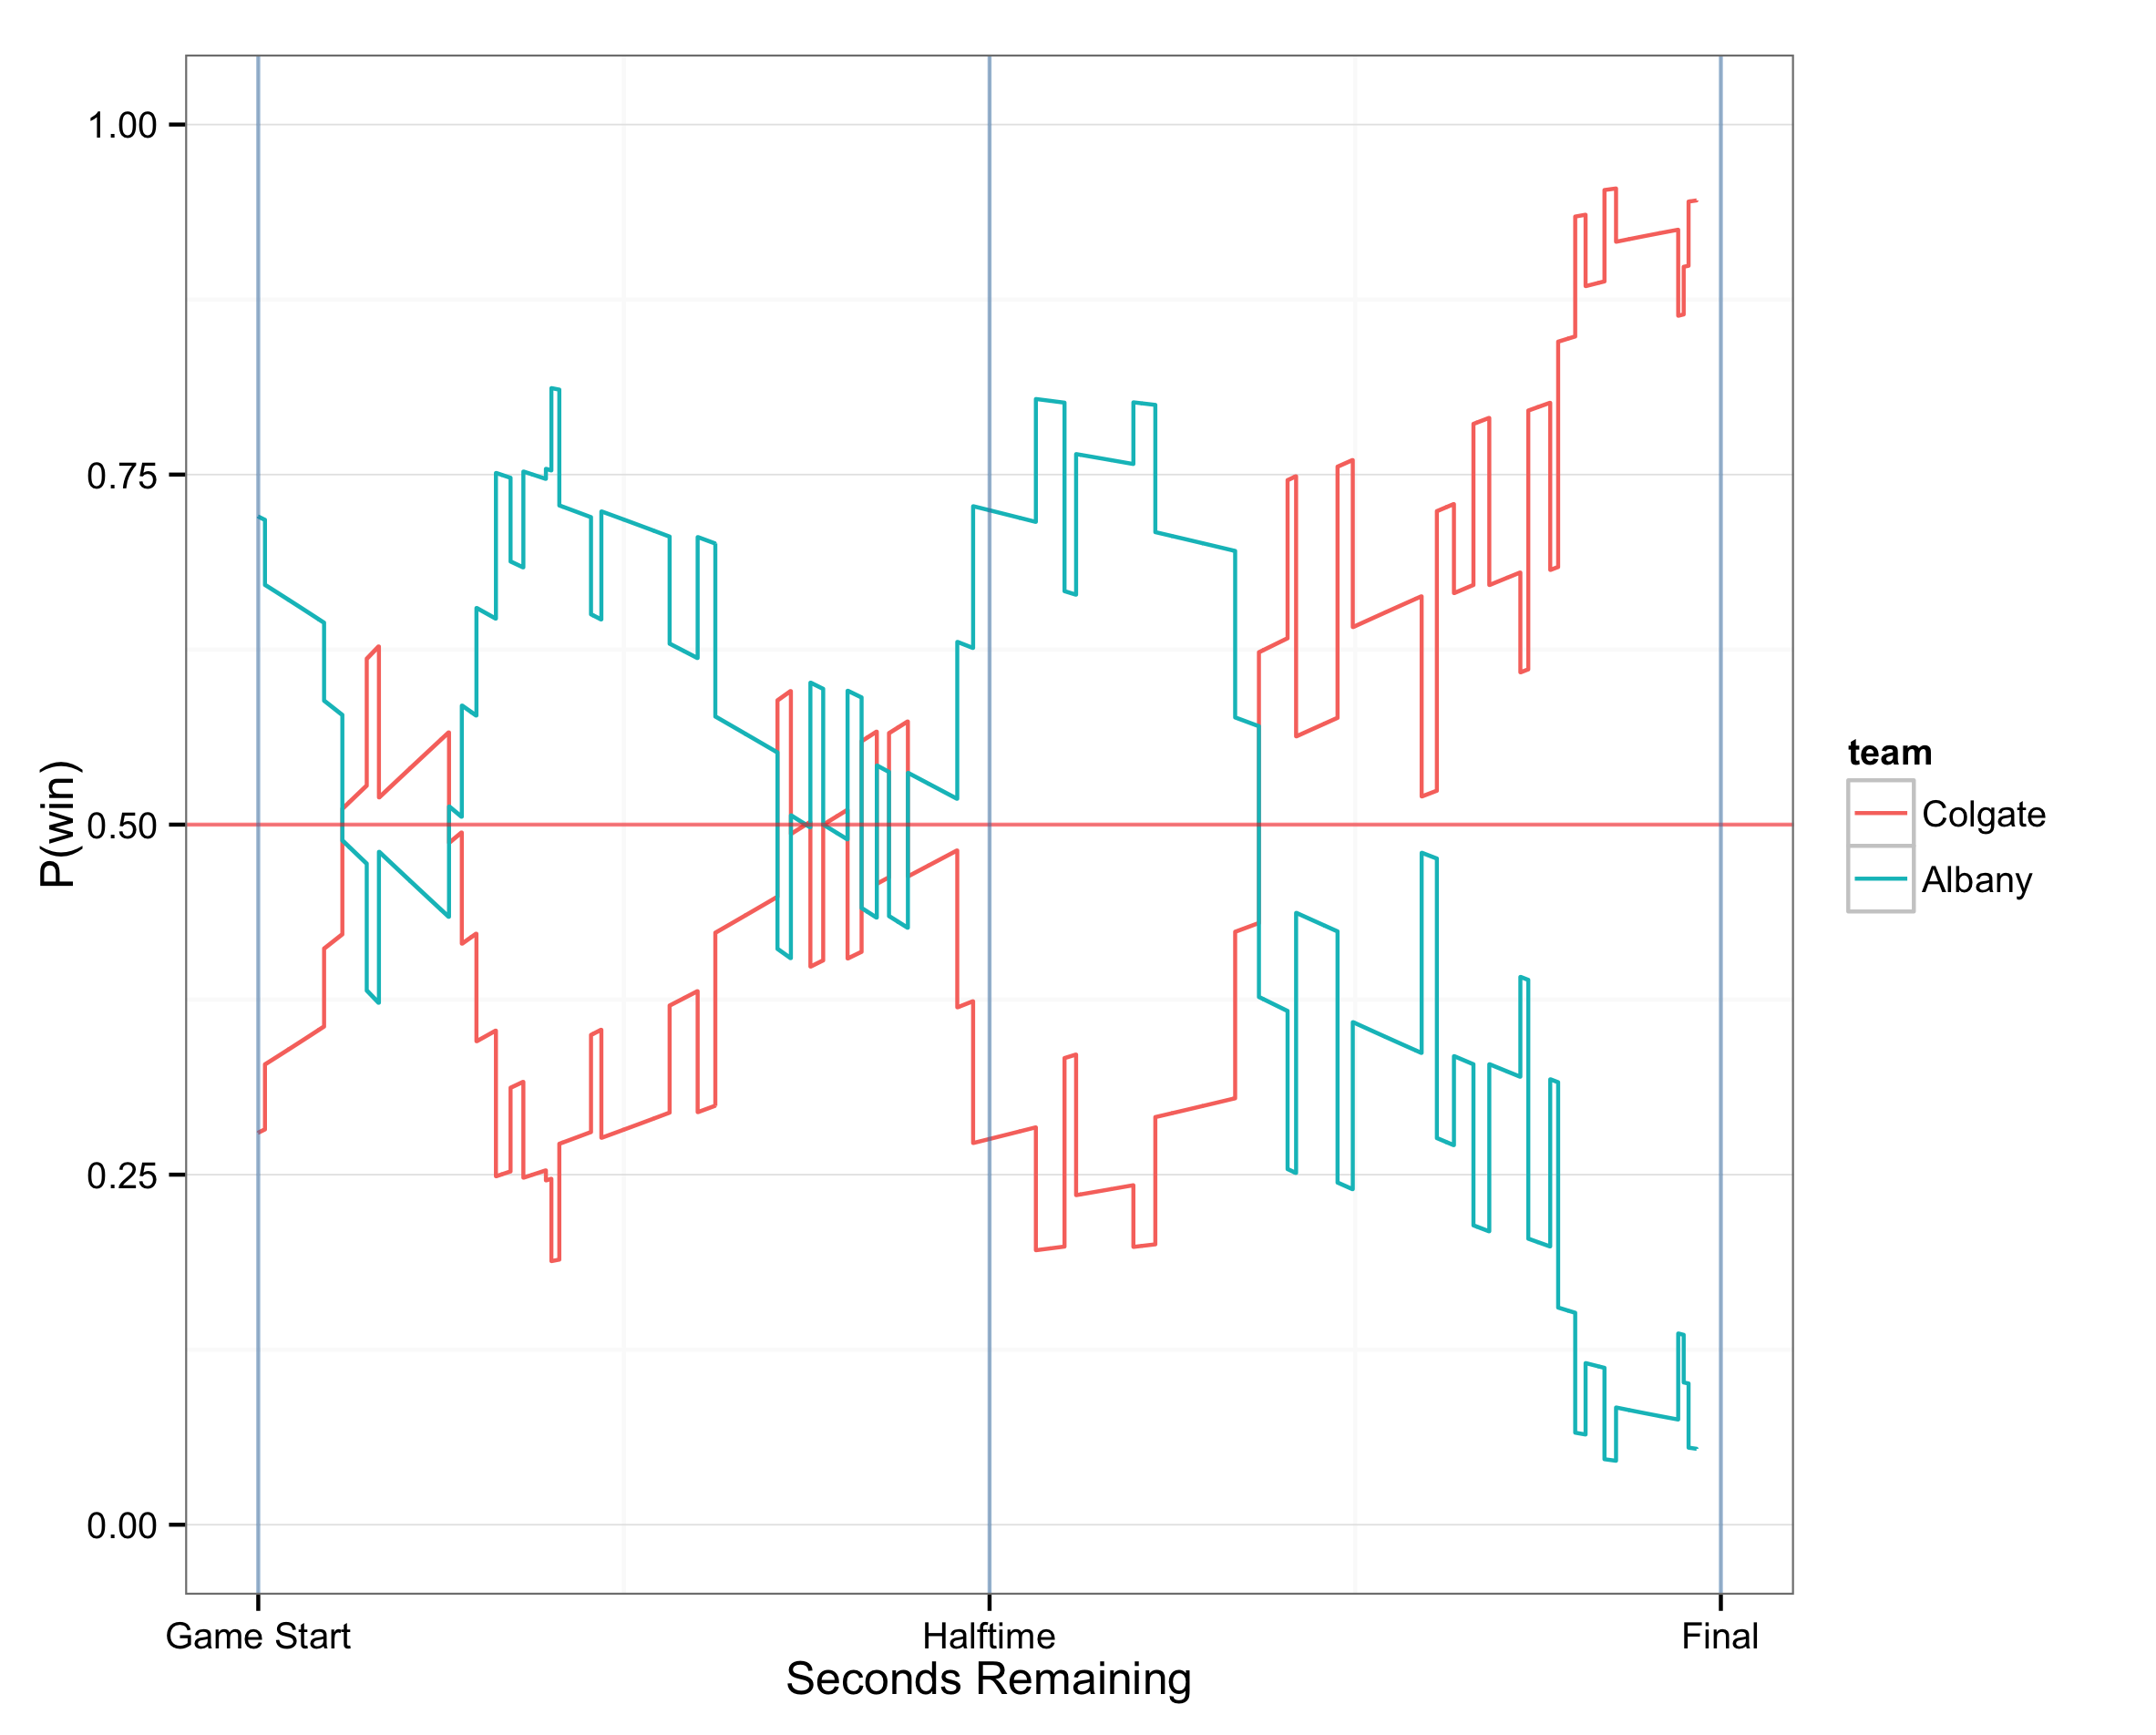 1.00
0.75
0.50
0.25
0.00
P(win)
Game Start
Halftime
Final
Seconds Remaining
team
Colgate
Albany